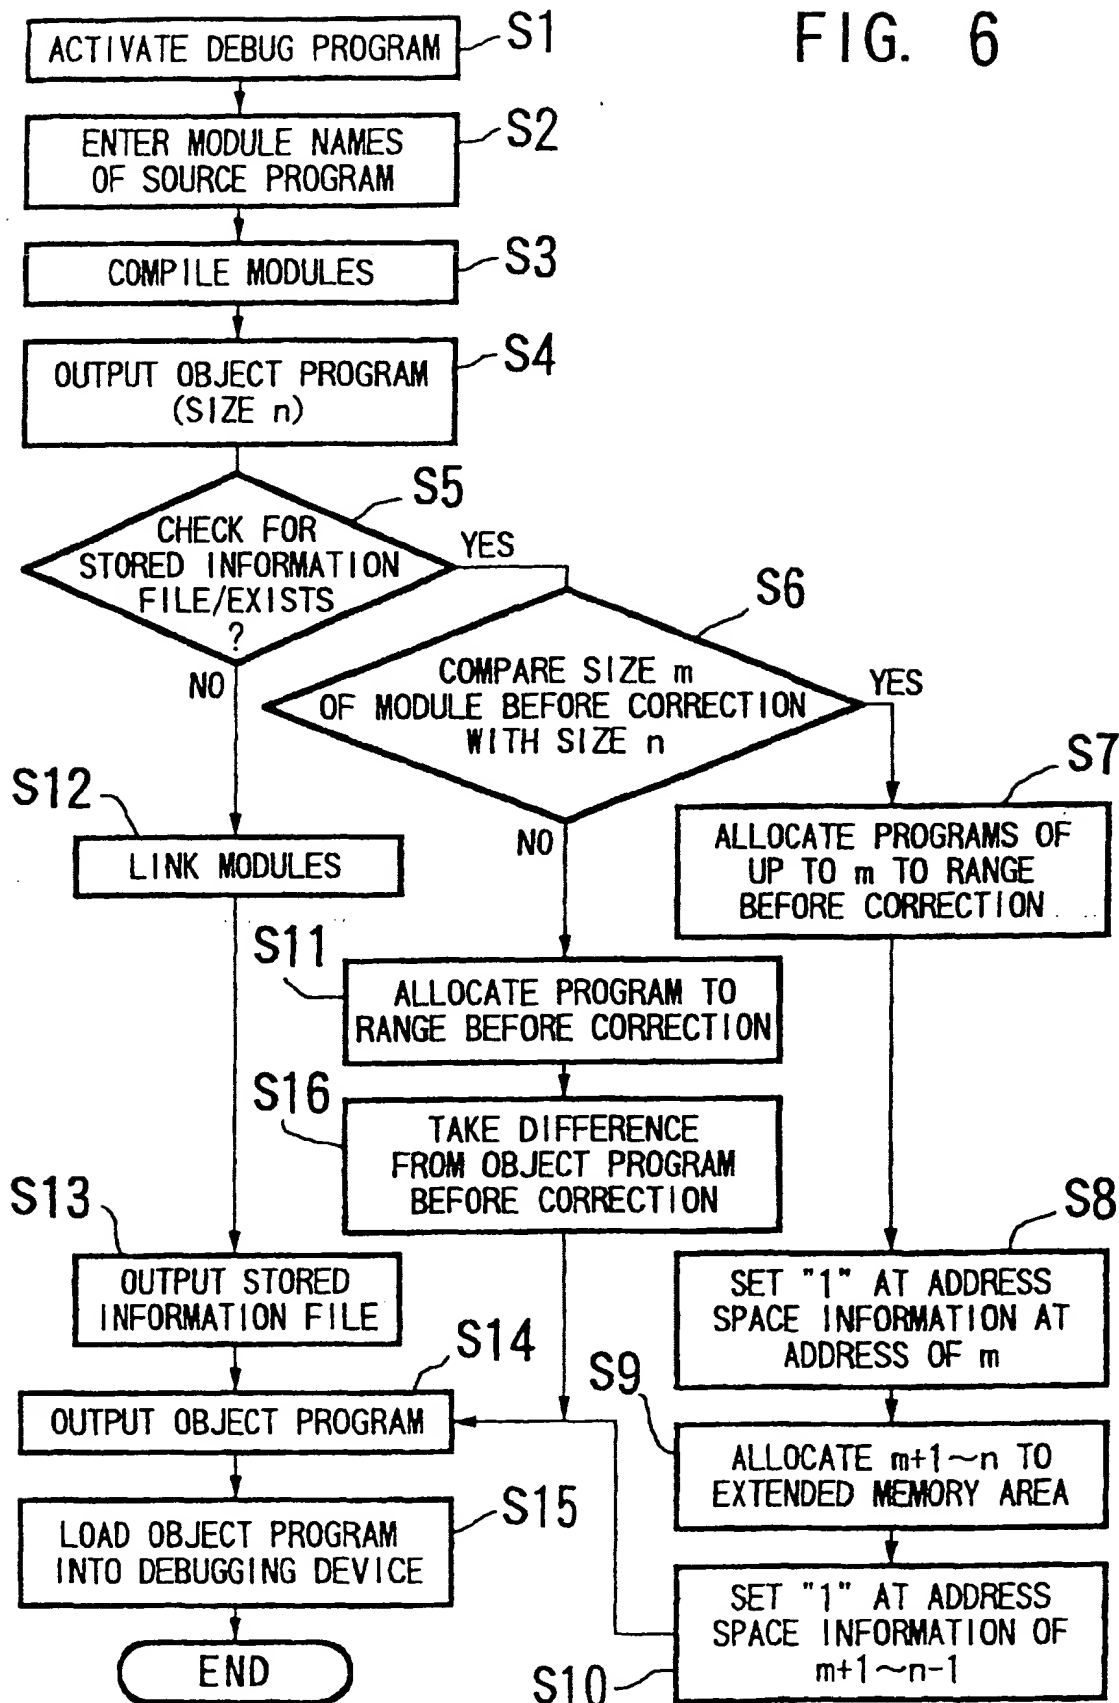 FIG. 6
ACTIVATE DEBUG PROGRAM
S1
ENTER MODULE NAMES
OF SOURCE PROGRAM
S2
COMPILE MODULES
S3
OUTPUT OBJECT PROGRAM
(SIZE n)
S4
CHECK FOR
STORED INFORMATION
FILE/EXISTS
?
S5
YES
NO
COMPARE SIZE m
OF MODULE BEFORE CORRECTION
WITH SIZE n
S6
YES
NO
S7
ALLOCATE PROGRAMS OF
UP TO m TO RANGE
BEFORE CORRECTION
S12
LINK MODULES
S11
ALLOCATE PROGRAM TO
RANGE BEFORE CORRECTION
S16
TAKE DIFFERENCE
FROM OBJECT PROGRAM
BEFORE CORRECTION
S13
OUTPUT STORED
INFORMATION FILE
S8
SET "1" AT ADDRESS
SPACE INFORMATION AT
ADDRESS OF m
S14
OUTPUT OBJECT PROGRAM
S9
ALLOCATE m+1~n TO
EXTENDED MEMORY AREA
LOAD OBJECT PROGRAM
INTO DEBUGGING DEVICE
S15
SET "1" AT ADDRESS
SPACE INFORMATION OF
m+1~n-1
S10
END